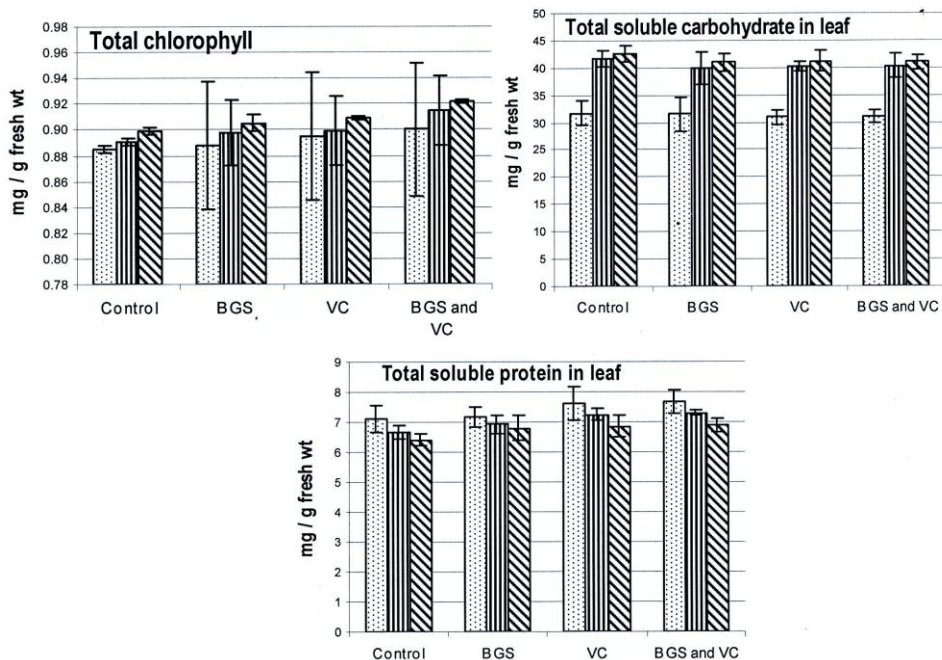 Total chlorophyll
mg / g fresh wt
0.98
0.96
0.94
0.92
0.90
0.88
0.86
0.84
0.82
0.80
0.78
Control
BGS
VC
BGS and
VC
Total soluble carbohydrate in leaf
mg / g fresh wt
50
45
40
35
30
25
20
15
10
5
0
Control
BGS
VC
BGS and VC
Total soluble protein in leaf
mg / g fresh wt
9
8
7
6
5
4
3
2
1
0
Control
BGS
VC
BGS and VC